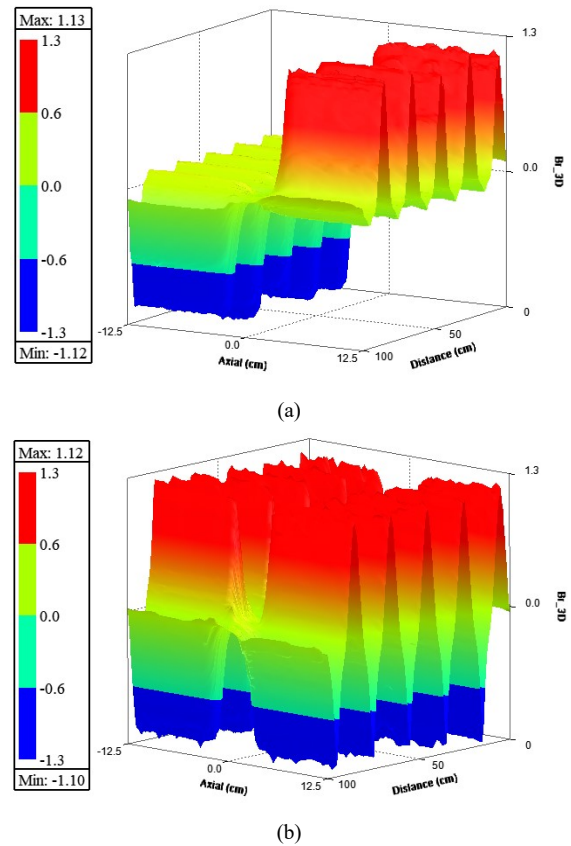 Max: 1.13
1.3
0.6
0.0
-0.6
-1.3
Min: -1.12
1.3
0.0
Br_3D
0
-12.5
0.0
12.5
100
50
Axial (cm)
Distance (cm)
(a)
Max: 1.12
1.3
0.6
0.0
-0.6
-1.3
Min: -1.10
1.3
0.0
Br_3D
0
-12.5
0.0
12.5
100
50
Axial (cm)
Distance (cm)
(b)